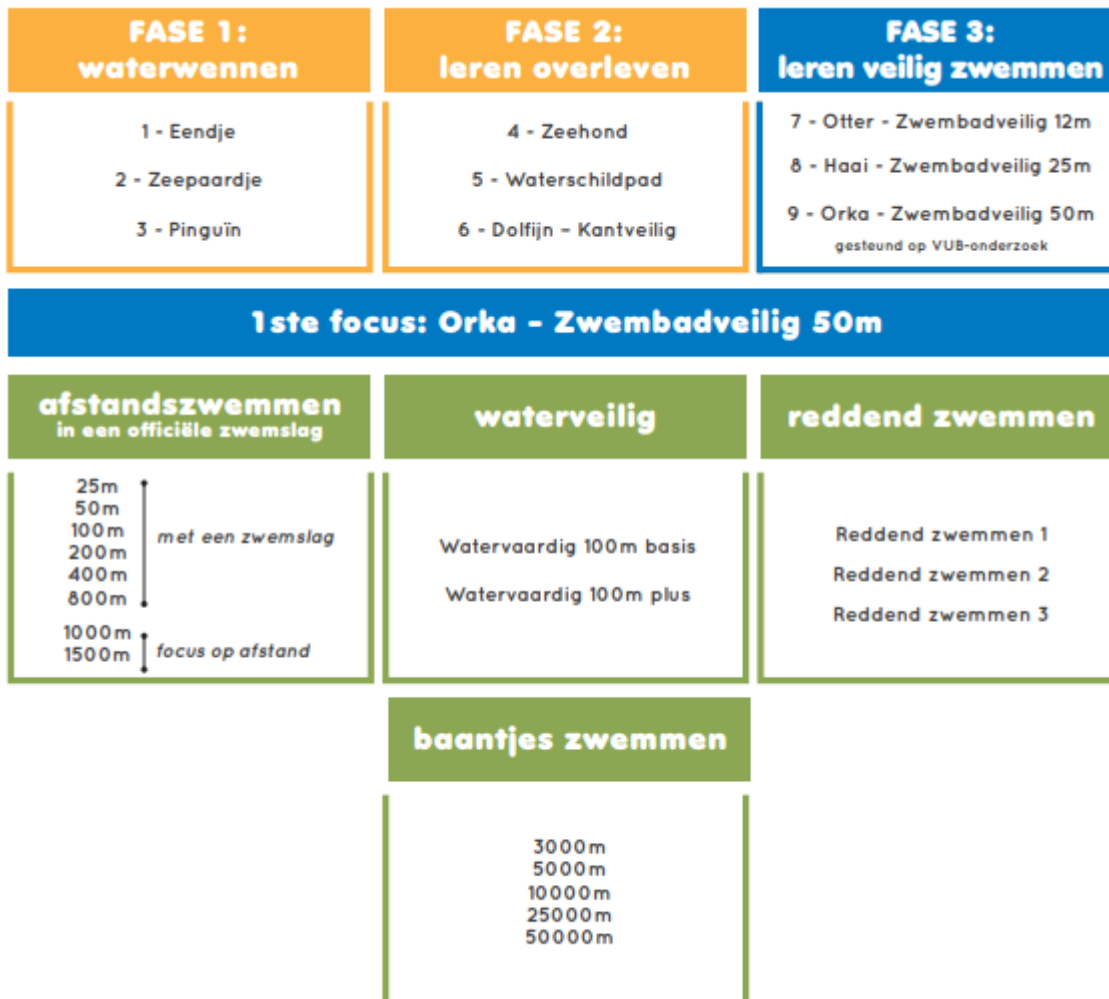 FASE 1:
waterwennen
1 - Eendje
2 - Zeepaardje
3 - Pinguïn
FASE 2:
leren overleven
4 - Zeehond
5 - Waterschildpad
6 - Dolfijn – Kantveilig
FASE 3:
leren veilig zwemmen
7 - Otter - Zwembadveilig 12m
8 - Haai - Zwembadveilig 25m
9 - Orka - Zwembadveilig 50m
gesteund op VUB-onderzoek
1ste focus: Orka – Zwembadveilig 50m
afstandszwemmen
in een officiële zwemslag
25m
50m
100m
200m
400m
800m
met een zwemslag
1000m
1500m
focus op afstand
waterveilig
Watervaardig 100m basis
Watervaardig 100m plus
reddend zwemmen
Reddend zwemmen 1
Reddend zwemmen 2
Reddend zwemmen 3
baantjes zwemmen
3000m
5000m
10000m
25000m
50000m